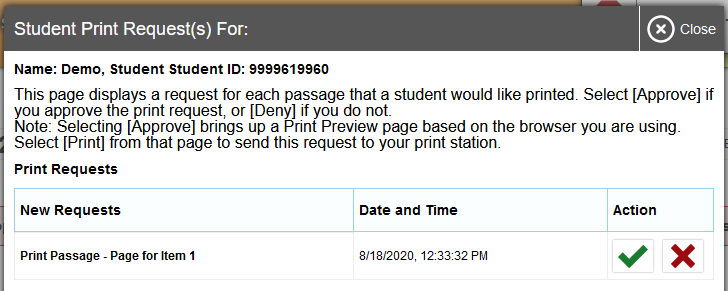 Student Print Request(s) For:
Close
Name: Demo, Student Student ID: 9999619960
This page displays a request for each passage that a student would like printed. Select [Approve] if
you approve the print request, or [Deny] if you do not.
Note: Selecting [Approve] brings up a Print Preview page based on the browser you are using.
Select [Print] from that page to send this request to your print station.
Print Requests
New Requests Date and Time Action
Print Passage - Page for Item 1 8/18/2020, 12:33:32 PM